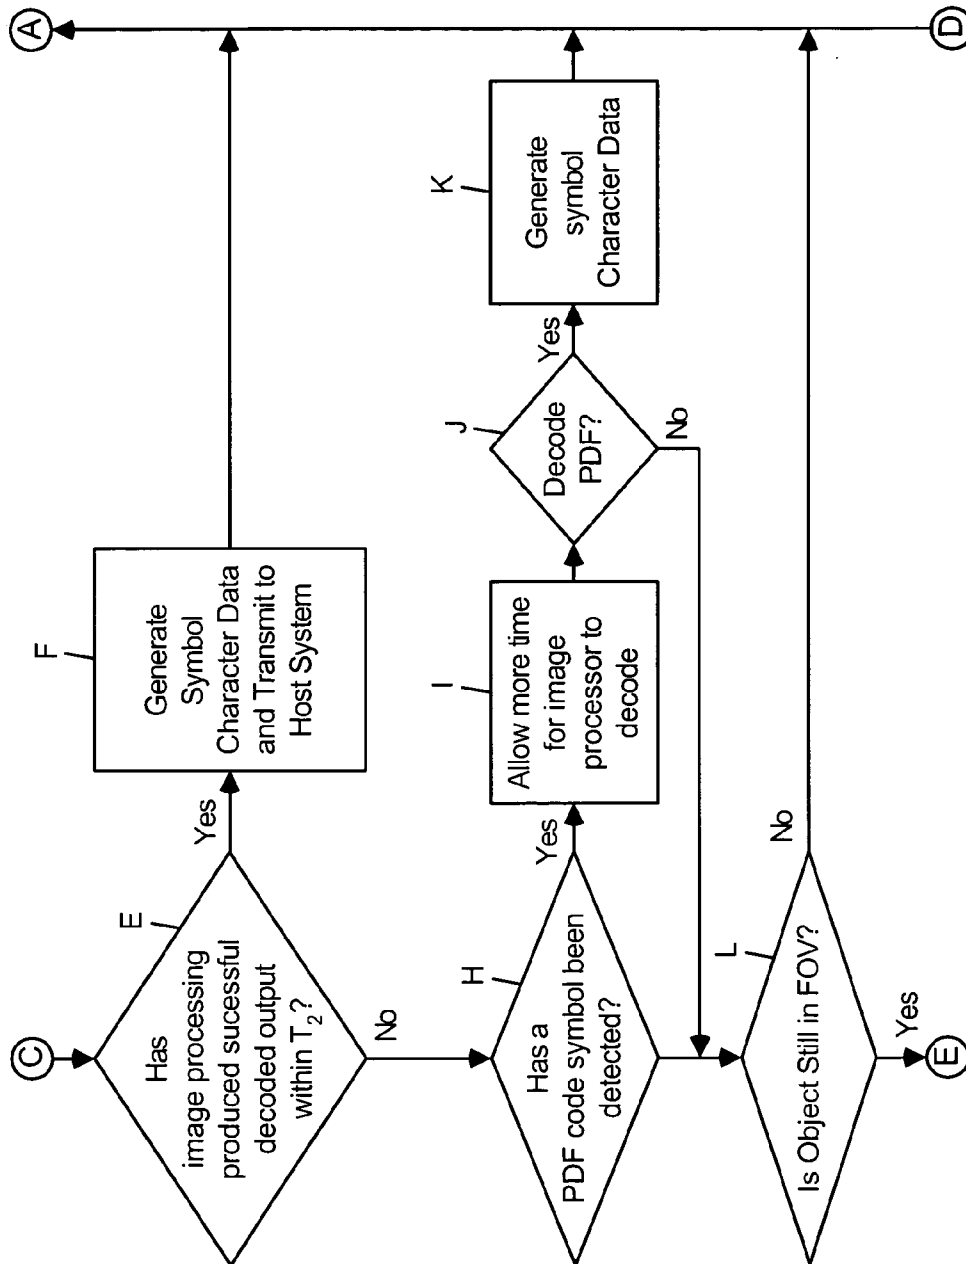 C
Has
image processing
produced sucessful
decoded output
within T₂?
E
Yes
No
Generate
Symbol
Character Data
and Transmit to
Host System
F
A
Has a
PDF code symbol been
detected?
H
Yes
Allow more time
for image
processor to
decode
I
Decode
PDF?
J
Yes
No
Generate
symbol
Character Data
K
Is Object Still in FOV?
L
No
Yes
E
D